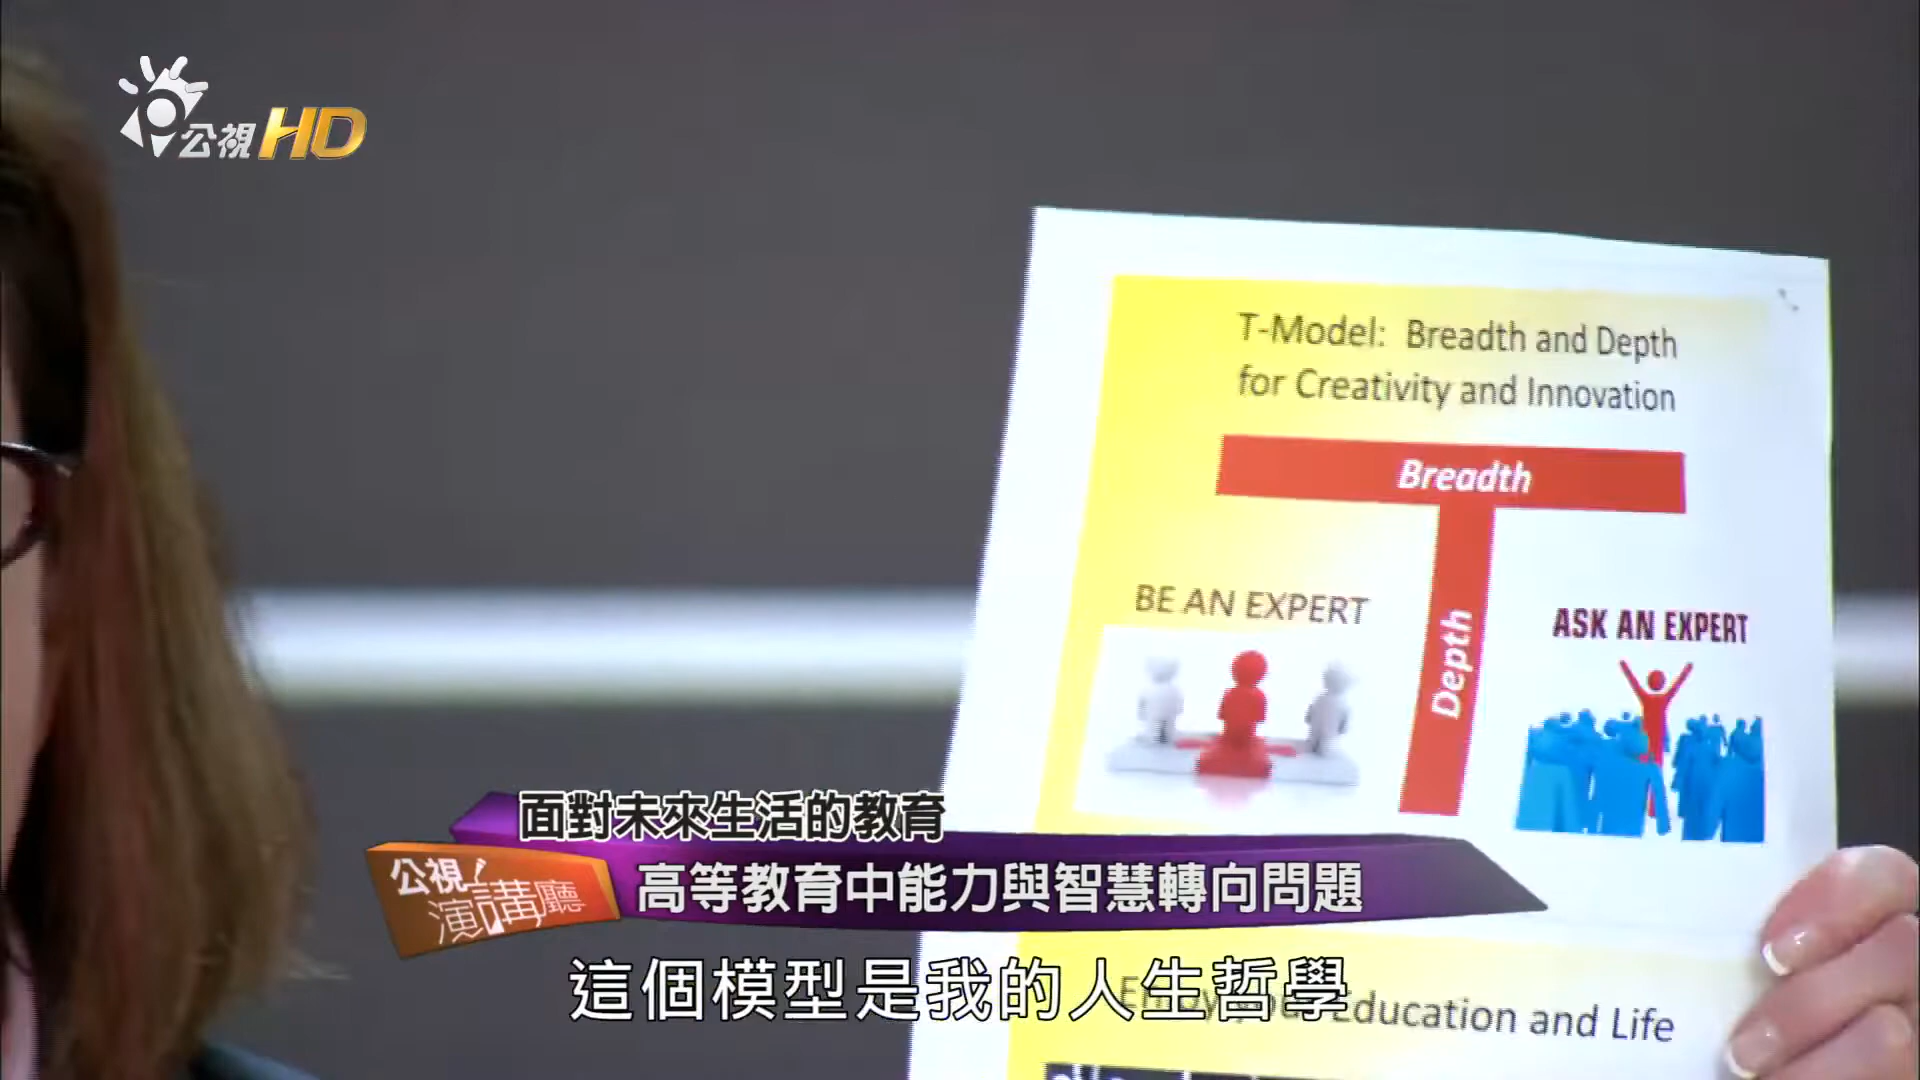 公視HD
T-Model: Breadth and Depth
for Creativity and Innovation
Breadth
Depth
BE AN EXPERT
ASK AN EXPERT
面對未來生活的教育
公視
演講廳
高等教育中能力與智慧轉向問題
這個模型是我的人生哲學
Enjoy your Education and Life